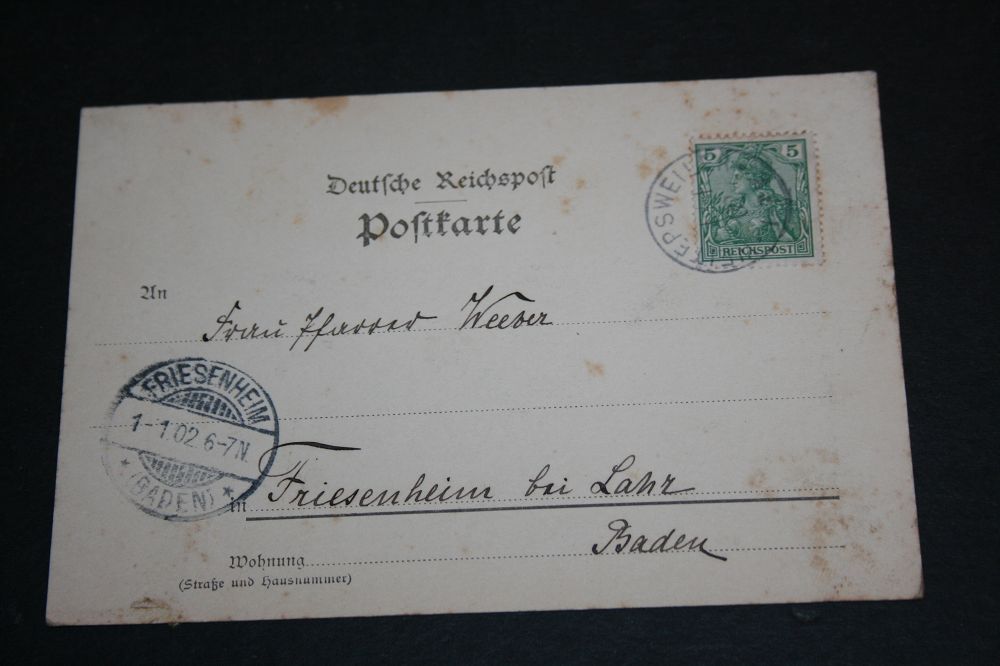 Deutsche Reichspost
Postkarte
5 5
REICHSPOST
An
Frau Pfarrer Weeber
FRIESENHEIM
1-1.02.6-7N.
* (BADEN) *
in Friesenheim bei Lahr
Baden
Wohnung
(Straße und Hausnummer)